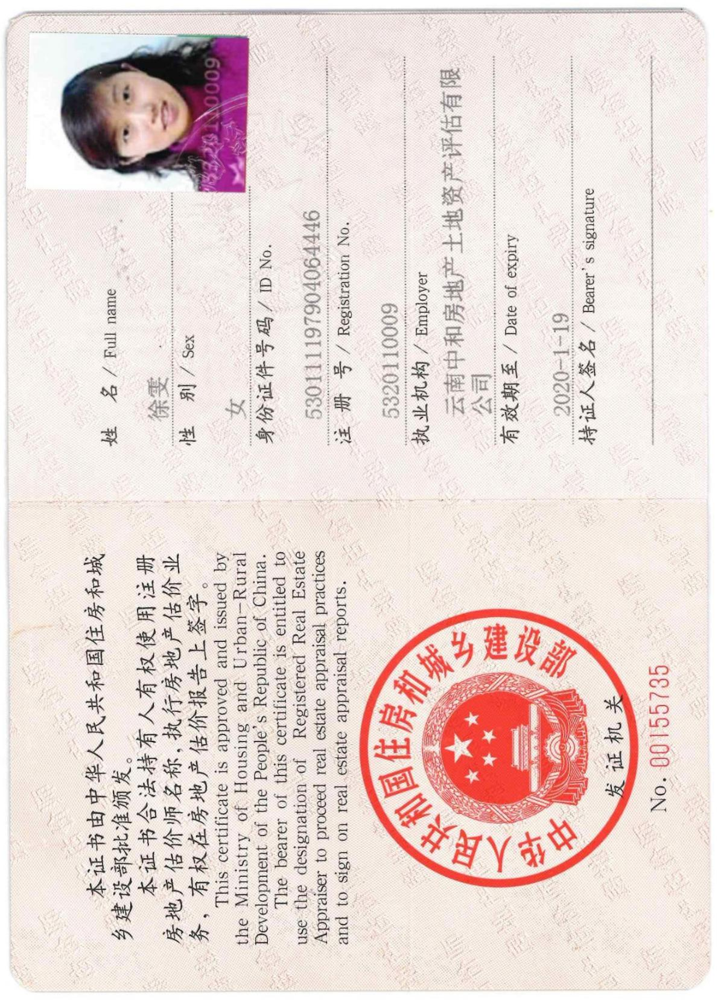 本证书由中华人民共和国住房和城
乡建设部批准颁发。
本证书合法持有人有权使用注册
房地产估价师名称,执行房地产估价业
务，有权在房地产估价报告上签字。
This certificate is approved and issued by
the Ministry of Housing and Urban-Rural
Development of the People's Republic of China.
The bearer of this certificate is entitled to
use the designation of Registered Real Estate
Appraiser to proceed real estate appraisal practices
and to sign on real estate appraisal reports.
中华人民共和国住房和城乡建设部
发证机关
No. 00155735
5320110009
姓 名 / Full name
徐雯
性 别 / Sex
女
身份证件号码 / ID No.
530111197904064446
注 册 号 / Registration No.
5320110009
执业机构 / Employer
云南中和房地产土地资产评估有限
公司
有效期至 / Date of expiry
2020-1-19
持证人签名 / Bearer's signature